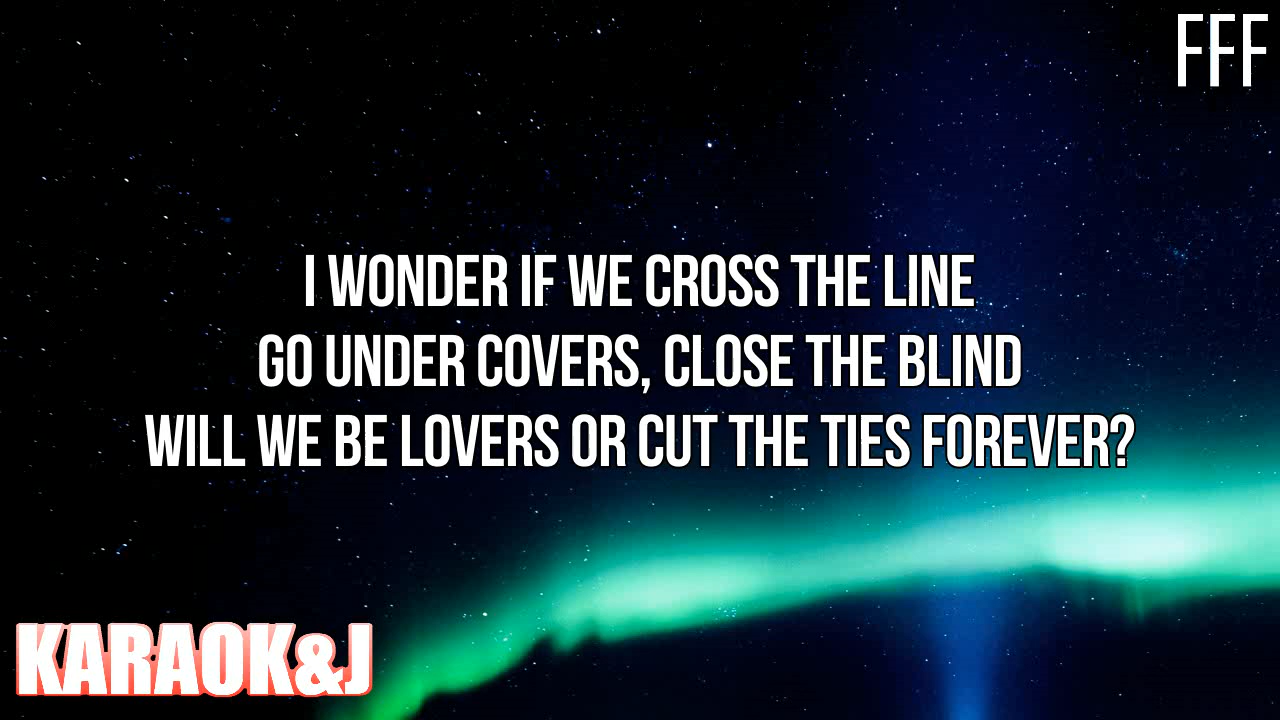 FFF
I WONDER IF WE CROSS THE LINE
GO UNDER COVERS, CLOSE THE BLIND
WILL WE BE LOVERS OR CUT THE TIES FOREVER?
KARAOK&J